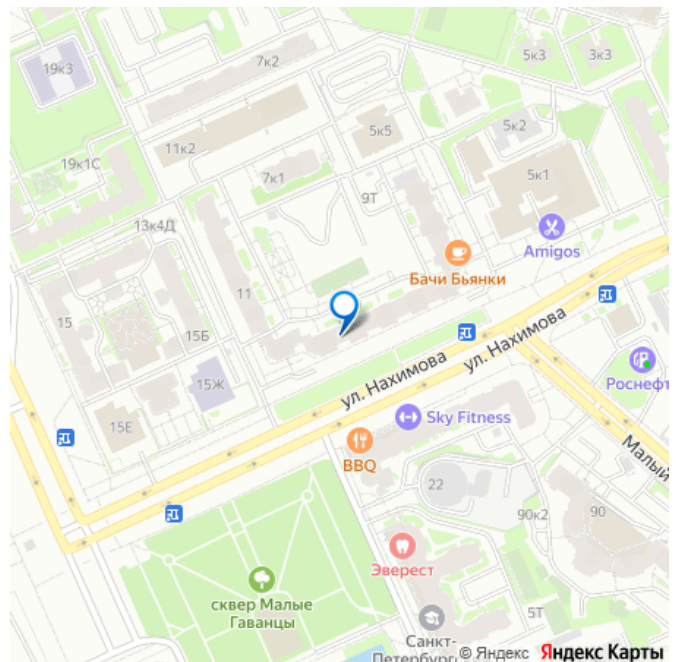 7к2
5к3
3к3
19к3
5к5
5к2
11к2
19к1С
7к1
5к1
9Т
13к4Д
Amigos
Бачи Бьянки
11
15
15Б
ул. Нахимова
ул. Нахимова
15Ж
Роснефт
Sky Fitness
15Е
Малый
BBQ
22
90к2
90
Эверест
сквер Малые
Гаванцы
5Т
Санкт-
Петербург
© Яндекс Яндекс Карты